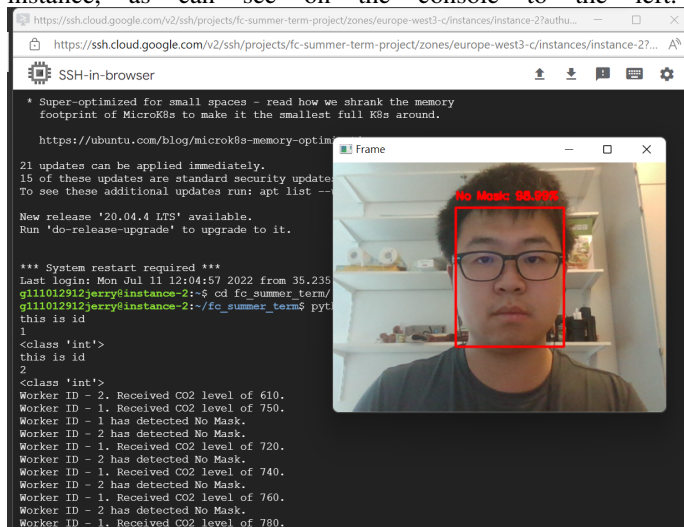 instance, as can see on the console to the left.
https://ssh.cloud.google.com/v2/ssh/projects/fc-summer-term-project/zones/europe-west3-c/instances/instance-2?authu...
https://ssh.cloud.google.com/v2/ssh/projects/fc-summer-term-project/zones/europe-west3-c/instances/instance-2?...
SSH-in-browser
* Super-optimized for small spaces - read how we shrank the memory
footprint of MicroK8s to make it the smallest full K8s around.
https://ubuntu.com/blog/microk8s-memory-optimi
21 updates can be applied immediately.
15 of these updates are standard security update
To see these additional updates run: apt list --
New release '20.04.4 LTS' available.
Run 'do-release-upgrade' to upgrade to it.
*** System restart required ***
Last login: Mon Jul 11 12:04:57 2022 from 35.235
g111012912jerry@instance-2:~$ cd fc_summer_term/
g111012912jerry@instance-2:~/fc_summer_term$ pyt
this is id
1
<class 'int'>
this is id
2
<class 'int'>
Worker ID - 2. Received CO2 level of 610.
Worker ID - 1. Received CO2 level of 750.
Worker ID - 1 has detected No Mask.
Worker ID - 2 has detected No Mask.
Worker ID - 1. Received CO2 level of 720.
Worker ID - 2 has detected No Mask.
Worker ID - 1. Received CO2 level of 740.
Worker ID - 2 has detected No Mask.
Worker ID - 1. Received CO2 level of 760.
Worker ID - 2 has detected No Mask.
Worker ID - 1. Received CO2 level of 780.
Frame
No Mask: 98.99%